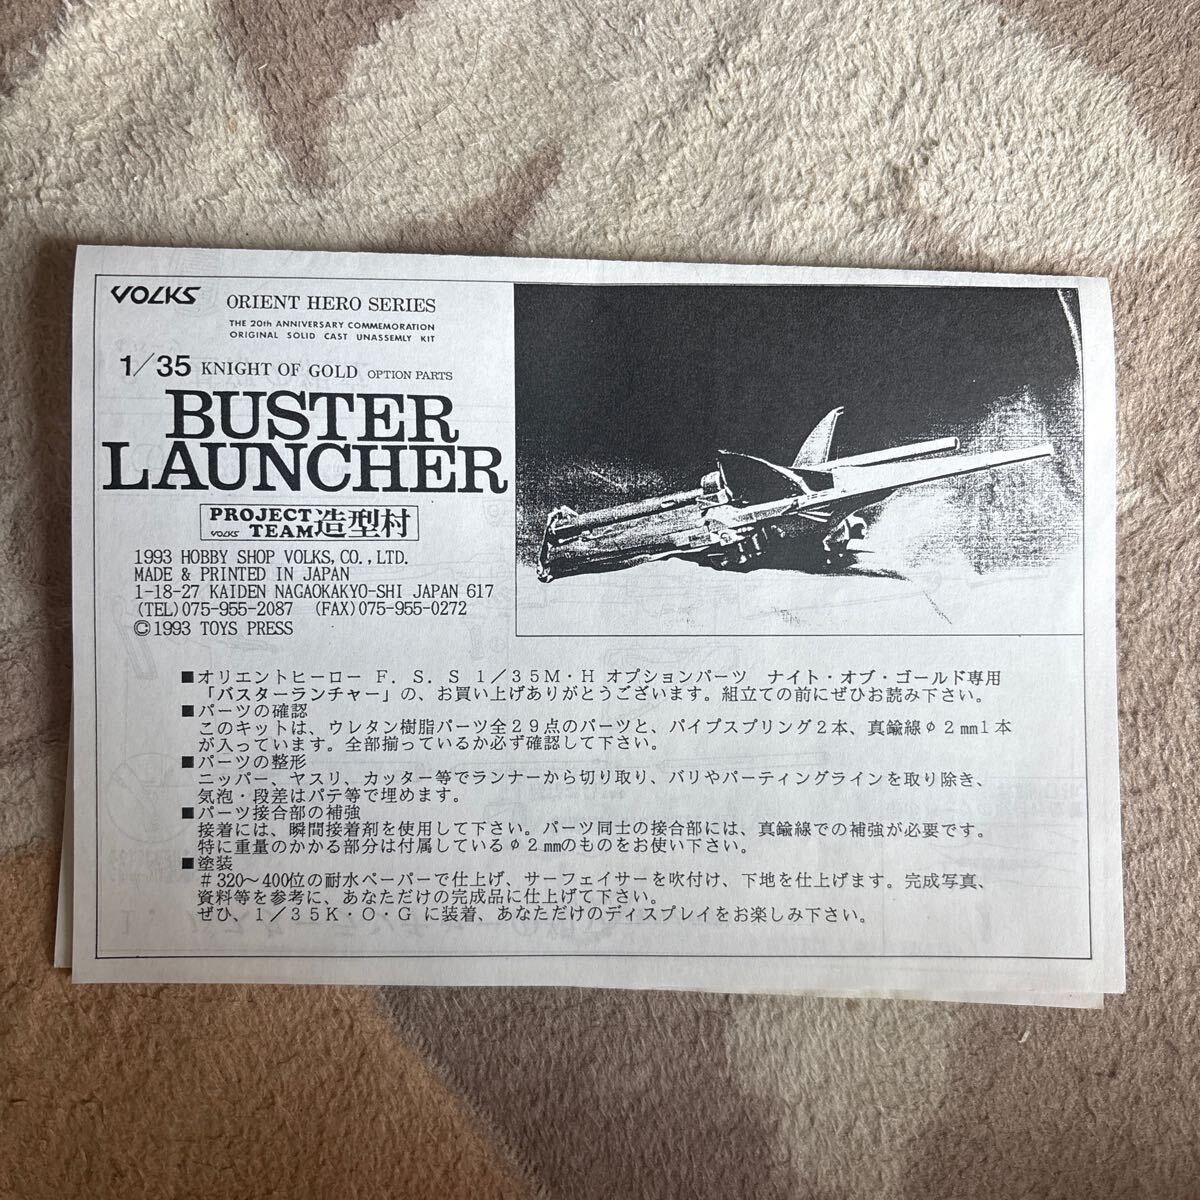 VOLKS ORIENT HERO SERIES
THE 20th ANNIVERSARY COMMEMORATION
ORIGINAL SOLID CAST UNASSEMLY KIT
1/35 KNIGHT OF GOLD OPTION PARTS
BUSTER
LAUNCHER
PROJECT
VOLKS TEAM造型村
1993 HOBBY SHOP VOLKS, CO., LTD.
MADE & PRINTED IN JAPAN
1-18-27 KAIDEN NAGAOKAKYO-SHI JAPAN 617
(TEL)075-955-2087 (FAX)075-955-0272
©1993 TOYS PRESS
■オリエントヒーロー F．S．S 1／35M・H オプションパーツ ナイト・オブ・ゴールド専用
「バスターランチャー」の、お買い上げありがとうございます。組立ての前にぜひお読み下さい。
■パーツの確認
このキットは、ウレタン樹脂パーツ全29点のパーツと、パイプスプリング2本、真鍮線φ2㎜1本
が入っています。全部揃っているか必ず確認して下さい。
■パーツの整形
ニッパー、ヤスリ、カッター等でランナーから切り取り、バリやパーティングラインを取り除き、
気泡・段差はパテ等で埋めます。
■パーツ接合部の補強
接着には、瞬間接着剤を使用して下さい。パーツ同士の接合部には、真鍮線での補強が必要です。
特に重量のかかる部分は付属しているφ2㎜のものをお使い下さい。
■塗装
＃320～400位の耐水ペーパーで仕上げ、サーフェイサーを吹付け、下地を仕上げます。完成写真、
資料等を参考に、あなただけの完成品に仕上げて下さい。
ぜひ、1／35K・O・Gに装着、あなただけのディスプレイをお楽しみ下さい。